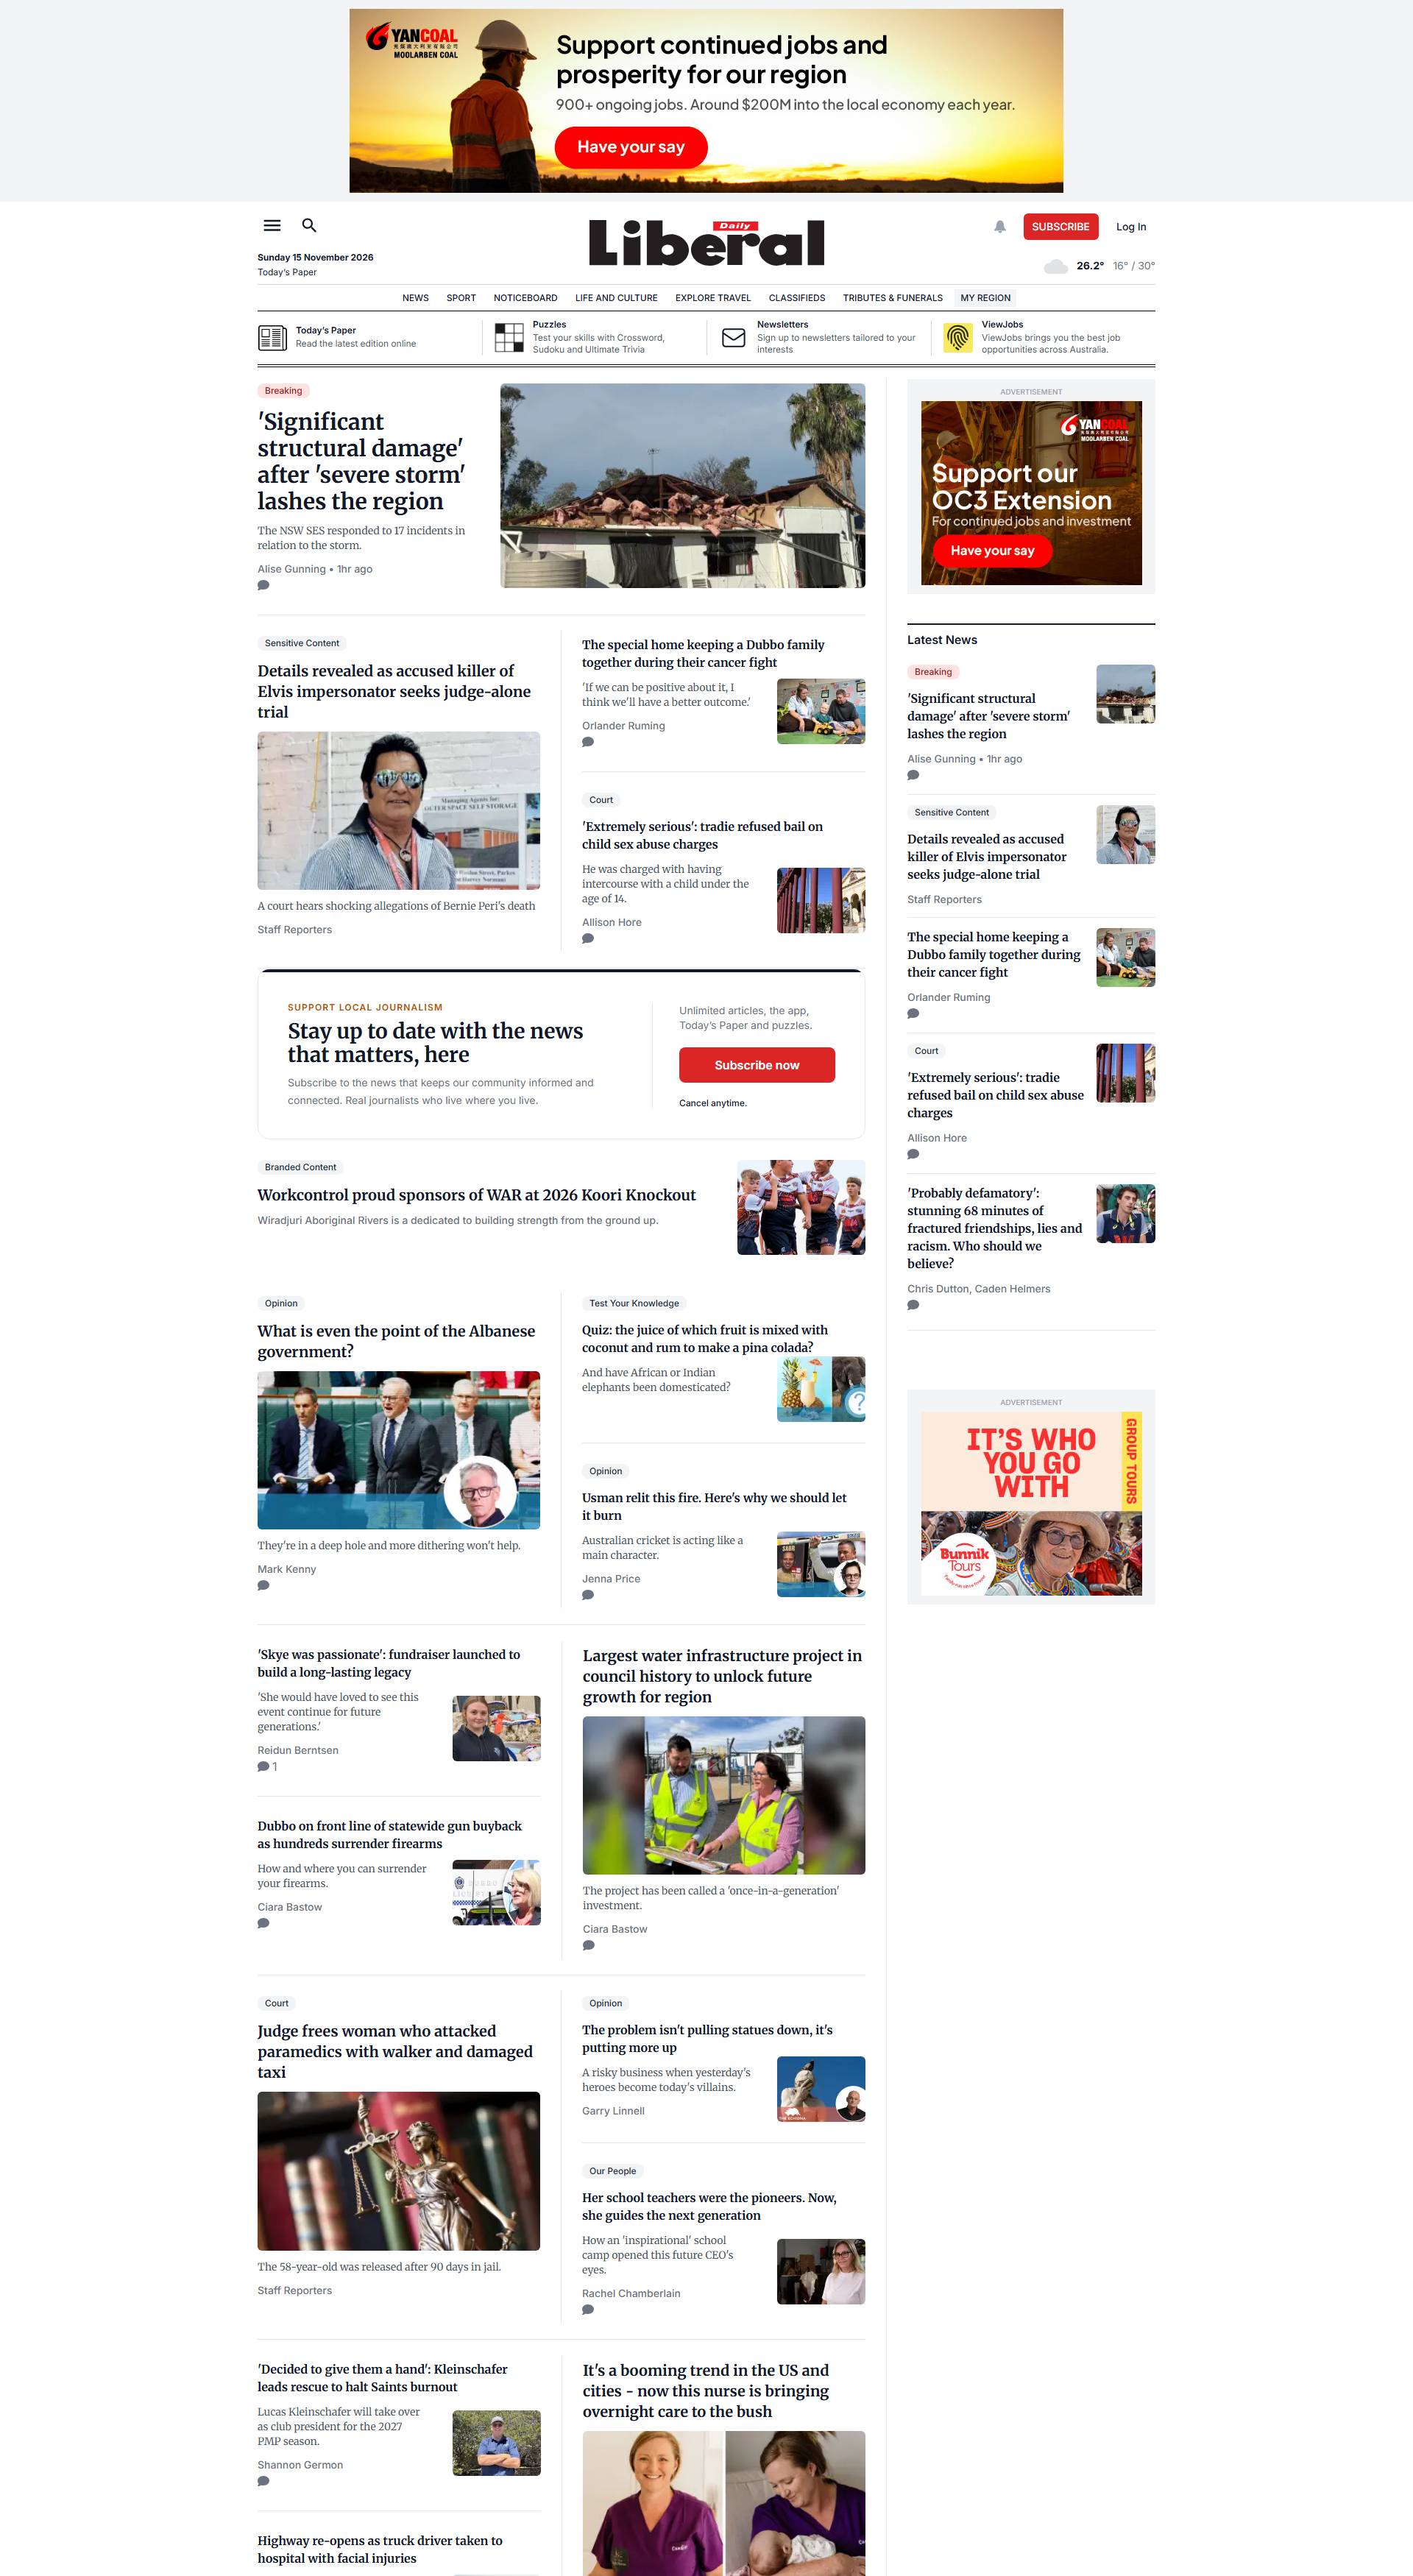 YANCOAL
MOOLARBEN COAL
Support continued jobs and
prosperity for our region
900+ ongoing jobs. Around $200M into the local economy each year.
Have your say
Daily
Liberal
SUBSCRIBE
Log In
Sunday 15 November 2026
Today's Paper
26.2° 16° / 30°
NEWS SPORT NOTICEBOARD LIFE AND CULTURE EXPLORE TRAVEL CLASSIFIEDS TRIBUTES & FUNERALS MY REGION
Today's Paper
Read the latest edition online
Puzzles
Test your skills with Crossword,
Sudoku and Ultimate Trivia
Newsletters
Sign up to newsletters tailored to your
interests
ViewJobs
ViewJobs brings you the best job
opportunities across Australia.
Breaking
'Significant
structural damage'
after 'severe storm'
lashes the region
The NSW SES responded to 17 incidents in
relation to the storm.
Alise Gunning • 1hr ago
Sensitive Content
Details revealed as accused killer of
Elvis impersonator seeks judge-alone
trial
Managing Agents for:
OUTER SPACE SELF STORAGE
A court hears shocking allegations of Bernie Peri's death
Staff Reporters
The special home keeping a Dubbo family
together during their cancer fight
'If we can be positive about it, I
think we'll have a better outcome.'
Orlander Ruming
Court
'Extremely serious': tradie refused bail on
child sex abuse charges
He was charged with having
intercourse with a child under the
age of 14.
Allison Hore
SUPPORT LOCAL JOURNALISM
Stay up to date with the news
that matters, here
Subscribe to the news that keeps our community informed and
connected. Real journalists who live where you live.
Unlimited articles, the app,
Today's Paper and puzzles.
Subscribe now
Cancel anytime.
Branded Content
Workcontrol proud sponsors of WAR at 2026 Koori Knockout
Wiradjuri Aboriginal Rivers is a dedicated to building strength from the ground up.
Opinion
What is even the point of the Albanese
government?
They're in a deep hole and more dithering won't help.
Mark Kenny
Test Your Knowledge
Quiz: the juice of which fruit is mixed with
coconut and rum to make a pina colada?
And have African or Indian
elephants been domesticated?
?
Opinion
Usman relit this fire. Here's why we should let
it burn
Australian cricket is acting like a
main character.
Jenna Price
'Skye was passionate': fundraiser launched to
build a long-lasting legacy
'She would have loved to see this
event continue for future
generations.'
Reidun Berntsen
1
Dubbo on front line of statewide gun buyback
as hundreds surrender firearms
How and where you can surrender
your firearms.
Ciara Bastow
Largest water infrastructure project in
council history to unlock future
growth for region
The project has been called a 'once-in-a-generation'
investment.
Ciara Bastow
Court
Judge frees woman who attacked
paramedics with walker and damaged
taxi
The 58-year-old was released after 90 days in jail.
Staff Reporters
Opinion
The problem isn't pulling statues down, it's
putting more up
A risky business when yesterday's
heroes become today's villains.
Garry Linnell
Our People
Her school teachers were the pioneers. Now,
she guides the next generation
How an 'inspirational' school
camp opened this future CEO's
eyes.
Rachel Chamberlain
'Decided to give them a hand': Kleinschafer
leads rescue to halt Saints burnout
Lucas Kleinschafer will take over
as club president for the 2027
PMP season.
Shannon Germon
Highway re-opens as truck driver taken to
hospital with facial injuries
It's a booming trend in the US and
cities - now this nurse is bringing
overnight care to the bush
ADVERTISEMENT
YANCOAL
MOOLARBEN COAL
Support our
OC3 Extension
For continued jobs and investment
Have your say
Latest News
Breaking
'Significant structural
damage' after 'severe storm'
lashes the region
Alise Gunning • 1hr ago
Sensitive Content
Details revealed as accused
killer of Elvis impersonator
seeks judge-alone trial
Staff Reporters
The special home keeping a
Dubbo family together during
their cancer fight
Orlander Ruming
Court
'Extremely serious': tradie
refused bail on child sex abuse
charges
Allison Hore
'Probably defamatory':
stunning 68 minutes of
fractured friendships, lies and
racism. Who should we
believe?
Chris Dutton, Caden Helmers
ADVERTISEMENT
IT'S WHO
YOU GO
WITH
GROUP TOURS
Bunnik
Tours